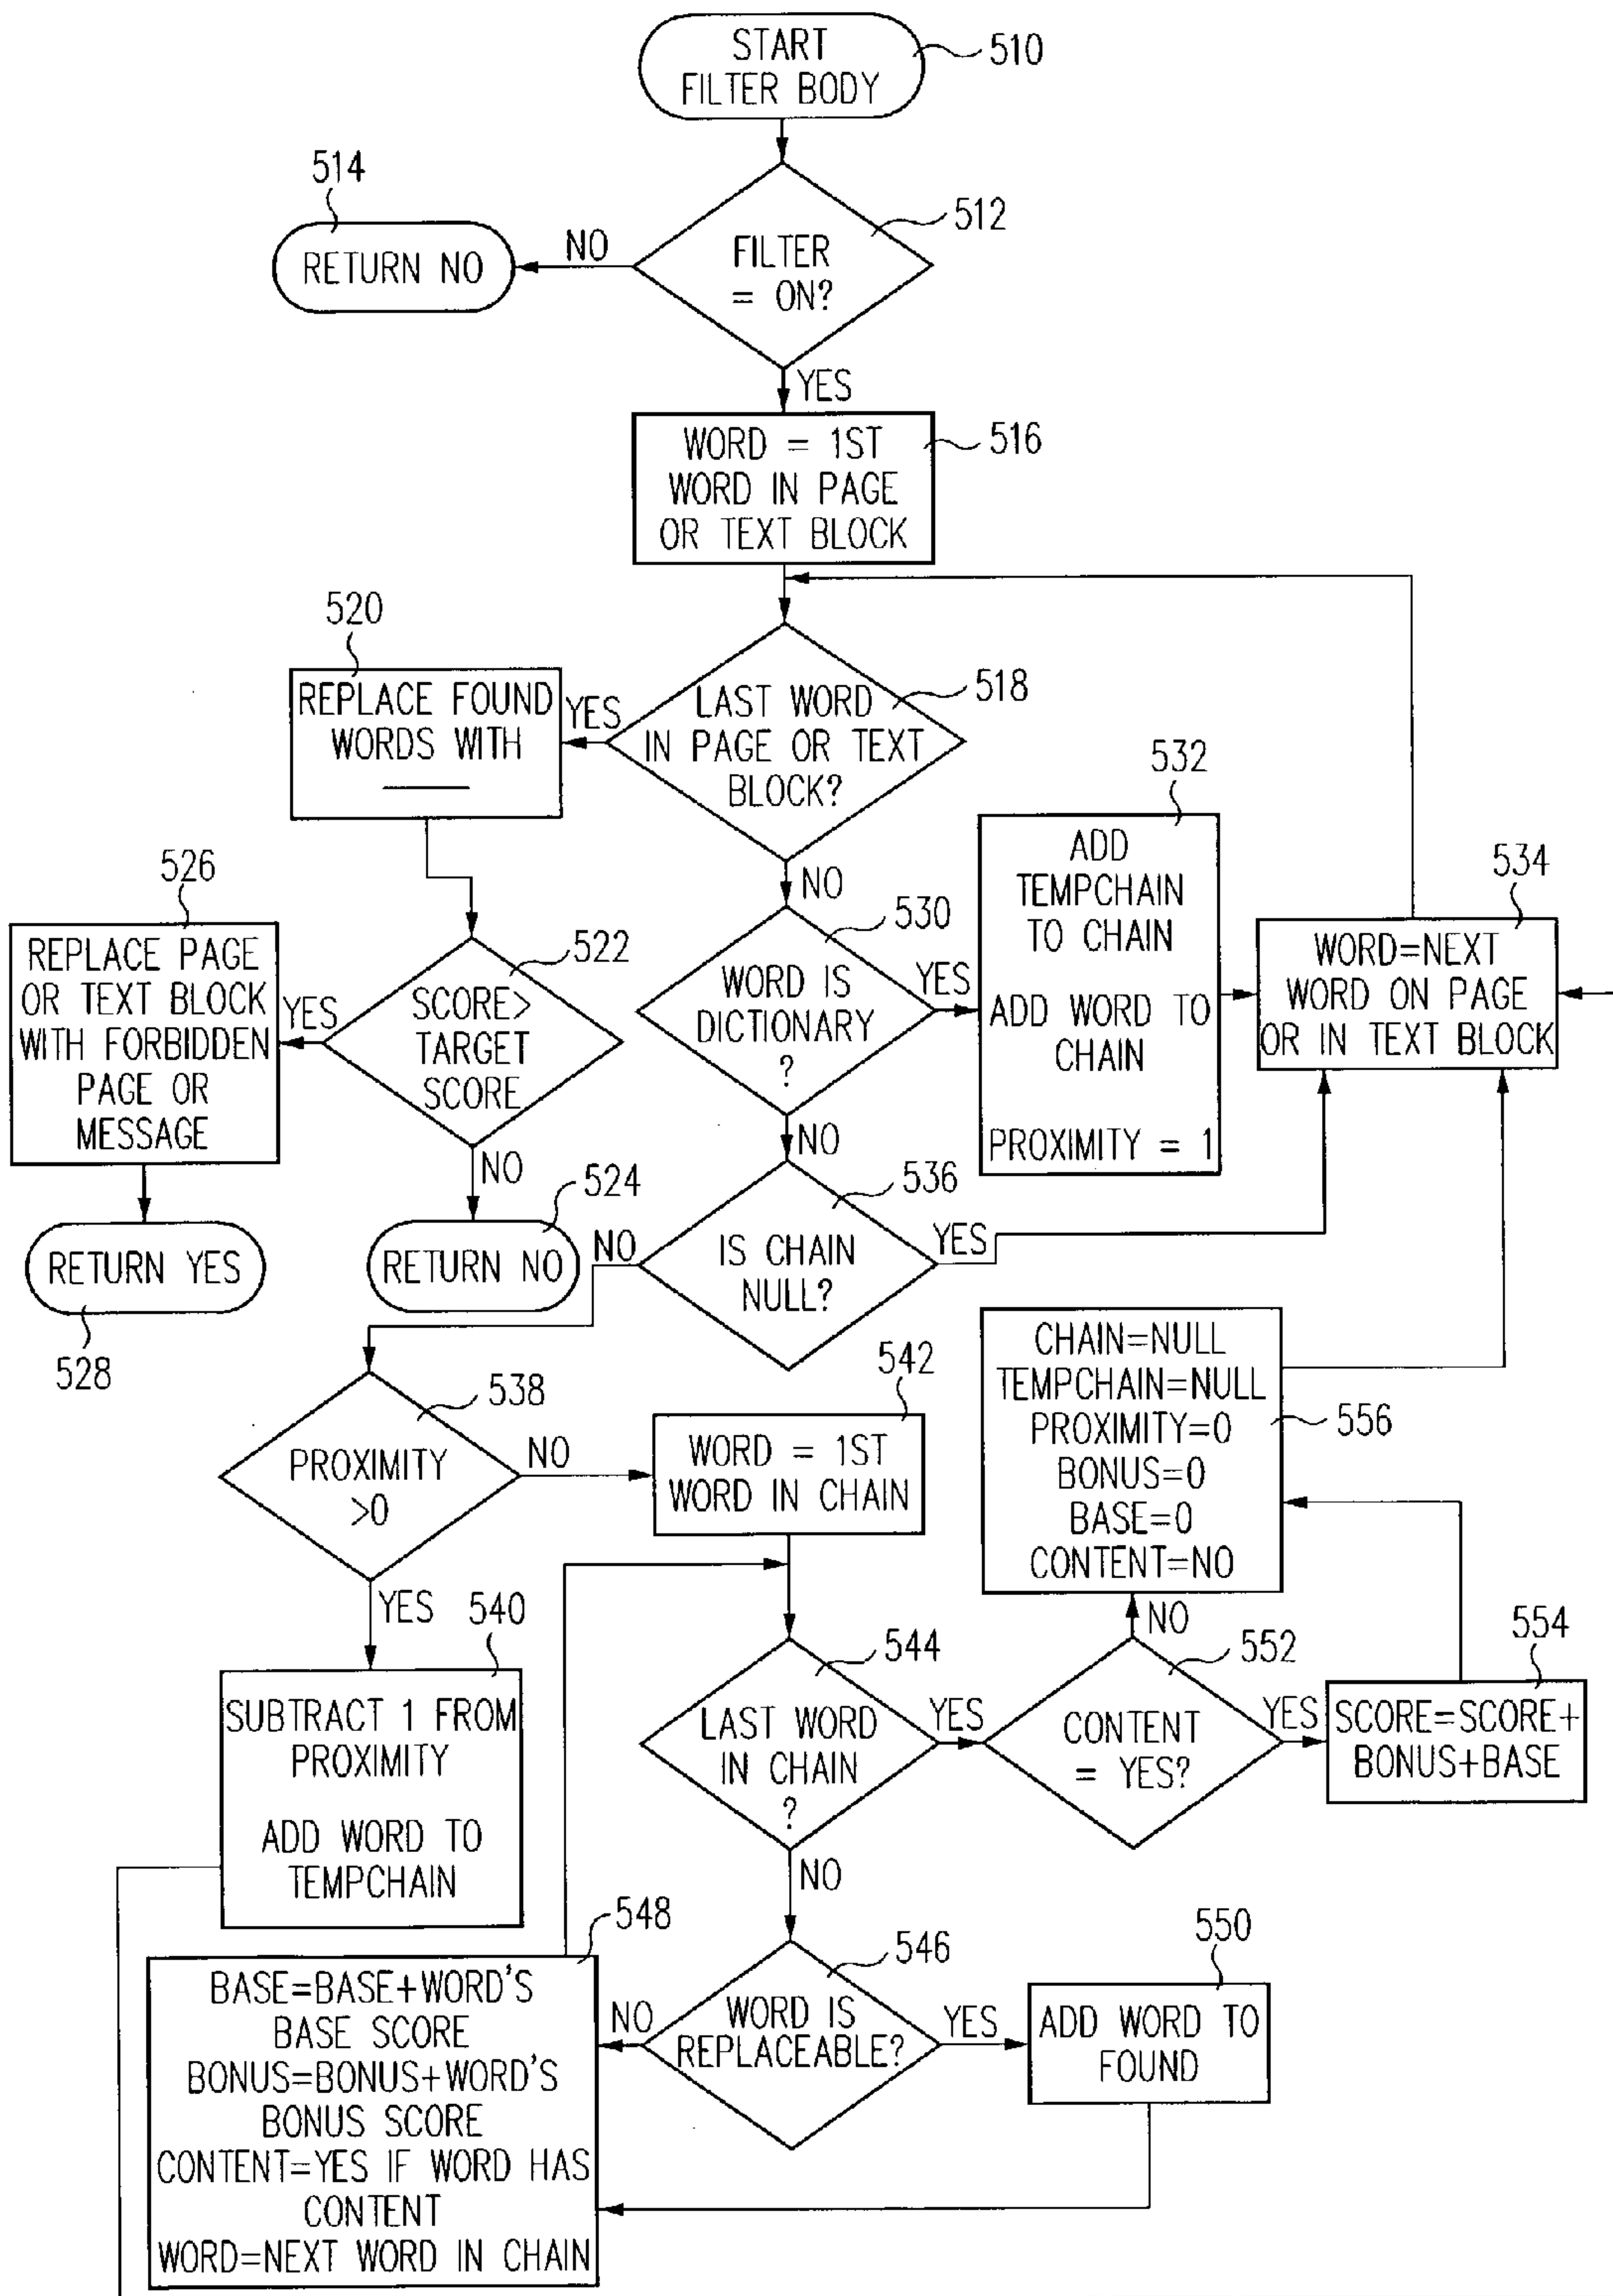 START
FILTER BODY
510
514
RETURN NO
NO
512
FILTER
= ON?
YES
WORD = 1ST
WORD IN PAGE
OR TEXT BLOCK
516
520
REPLACE FOUND
WORDS WITH
YES
LAST WORD
IN PAGE OR TEXT
BLOCK?
518
NO
532
ADD
TEMPCHAIN
TO CHAIN
ADD WORD TO
CHAIN
PROXIMITY = 1
534
WORD=NEXT
WORD ON PAGE
OR IN TEXT BLOCK
526
REPLACE PAGE
OR TEXT BLOCK
WITH FORBIDDEN
PAGE OR
MESSAGE
YES
522
SCORE>
TARGET
SCORE
NO
530
WORD IS
DICTIONARY
?
YES
NO
RETURN YES
528
524
RETURN NO
NO
536
IS CHAIN
NULL?
YES
538
PROXIMITY
>0
NO
YES
542
WORD = 1ST
WORD IN CHAIN
CHAIN=NULL
TEMPCHAIN=NULL
PROXIMITY=0
BONUS=0
BASE=0
CONTENT=NO
556
540
SUBTRACT 1 FROM
PROXIMITY
ADD WORD TO
TEMPCHAIN
544
LAST WORD
IN CHAIN
?
YES
NO
NO
552
CONTENT
= YES?
YES
554
SCORE=SCORE+
BONUS+BASE
548
BASE=BASE+WORD'S
BASE SCORE
BONUS=BONUS+WORD'S
BONUS SCORE
CONTENT=YES IF WORD HAS
CONTENT
WORD=NEXT WORD IN CHAIN
NO
546
WORD IS
REPLACEABLE?
YES
550
ADD WORD TO
FOUND